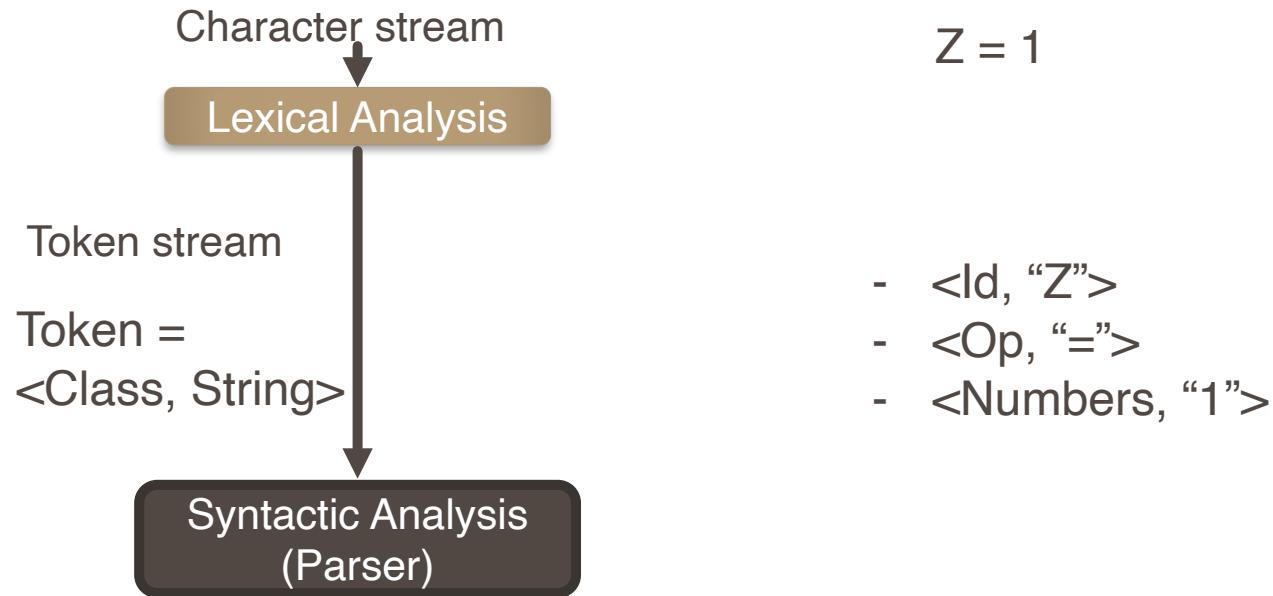 Character stream
Z = 1
Lexical Analysis
Token stream
Token =
<Class, String>
- <Id, “Z”>
- <Op, “=”>
- <Numbers, “1”>
Syntactic Analysis
(Parser)